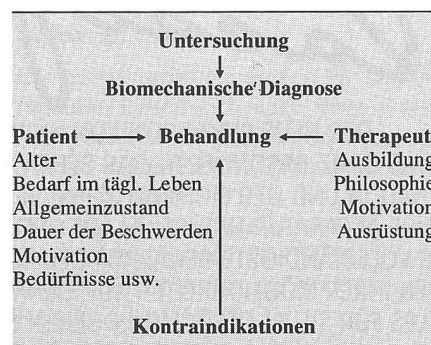 Untersuchung
Biomechanische Diagnose
Patient Behandlung Therapeut
Alter Ausbildung
Bedarf im tägl. Leben Philosophie
Allgemeinzustand Motivation
Dauer der Beschwerden Ausrüstung
Motivation
Bedürfnisse usw.
Kontraindikationen